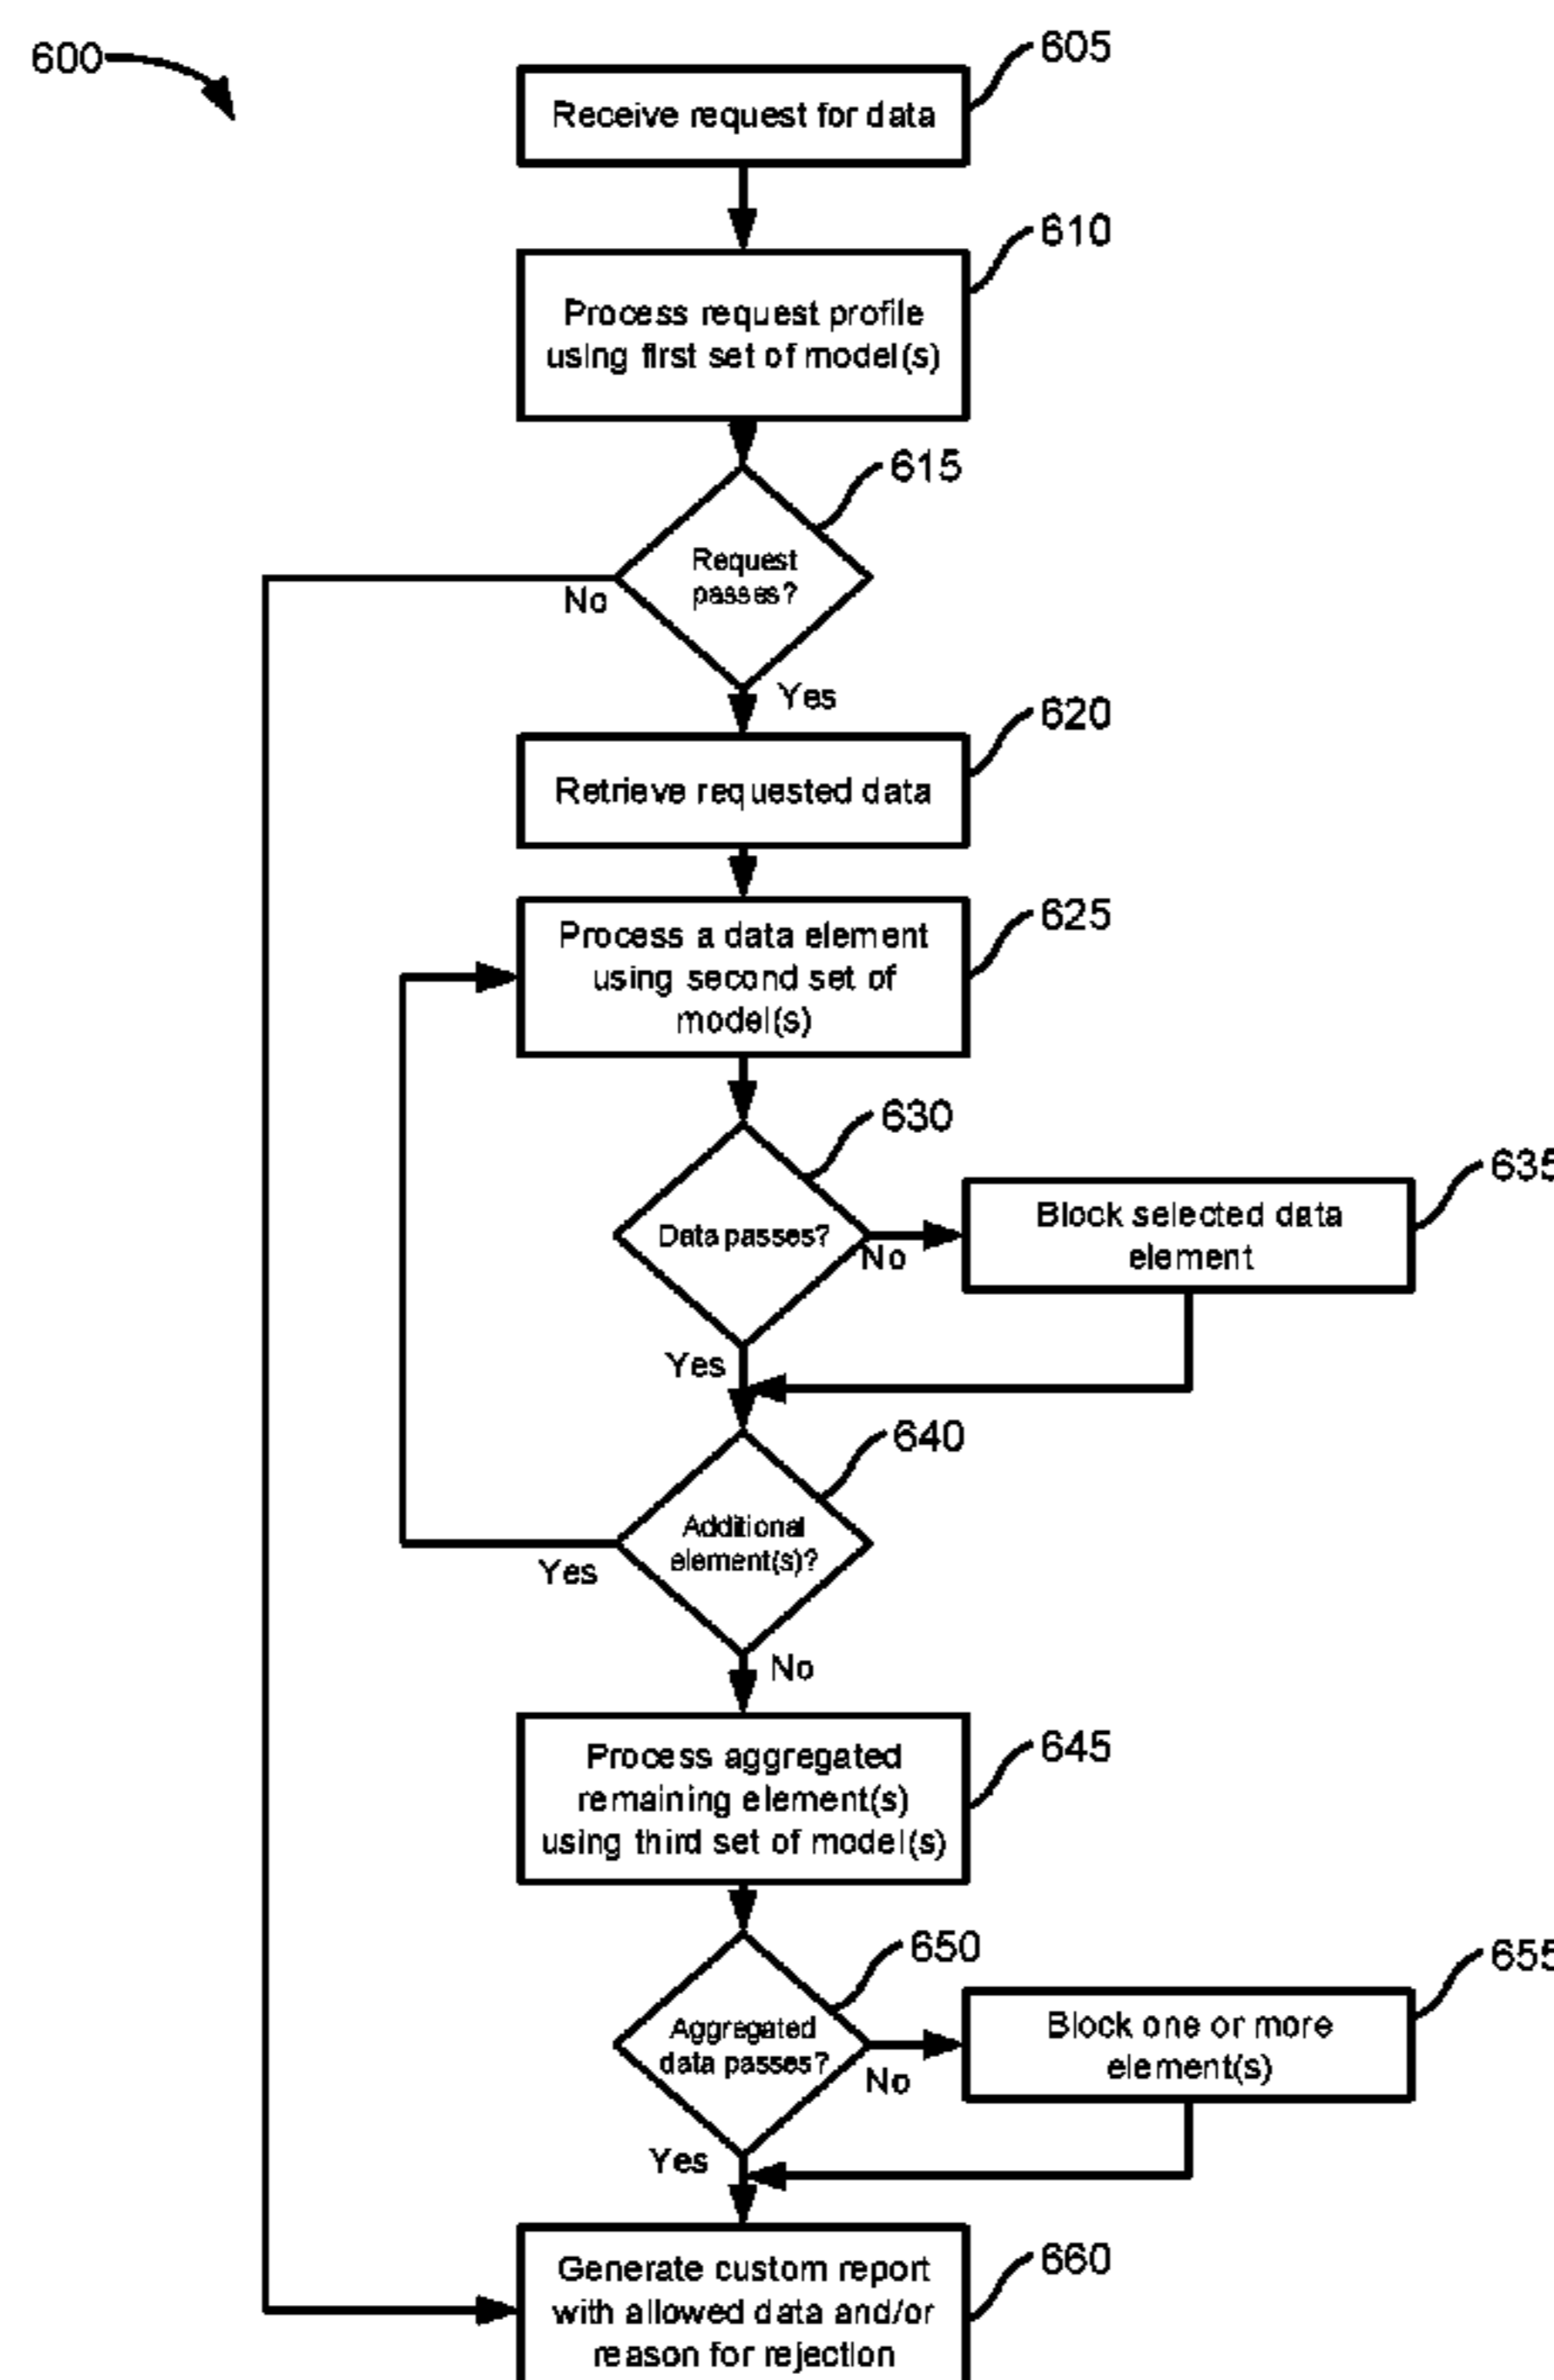 600
605
Receive request for data
610
Process request profile
using first set of model(s)
615
Request
passes?
No
Yes
620
Retrieve requested data
625
Process a data element
using second set of
model(s)
630
Data passes?
No
635
Block selected data
element
Yes
640
Additional
element(s)?
Yes
No
645
Process aggregated
remaining element(s)
using third set of model(s)
650
Aggregated
data passes?
No
655
Block one or more
element(s)
Yes
660
Generate custom report
with allowed data and/or
reason for rejection